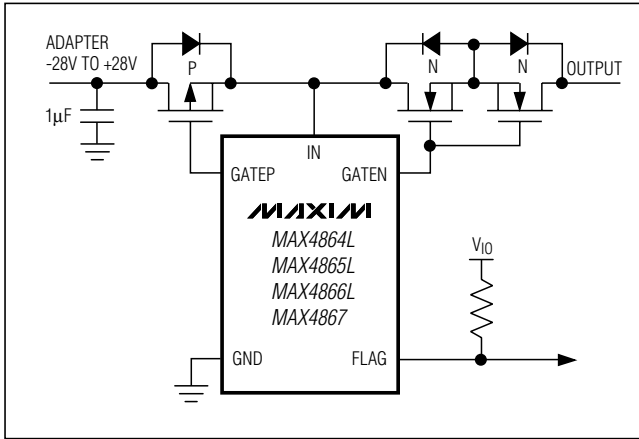 ADAPTER
-28V TO +28V
P
N
N
OUTPUT
1µF
IN
GATEP
GATEN
MAXIM
MAX4864L
MAX4865L
MAX4866L
MAX4867
VIO
GND
FLAG